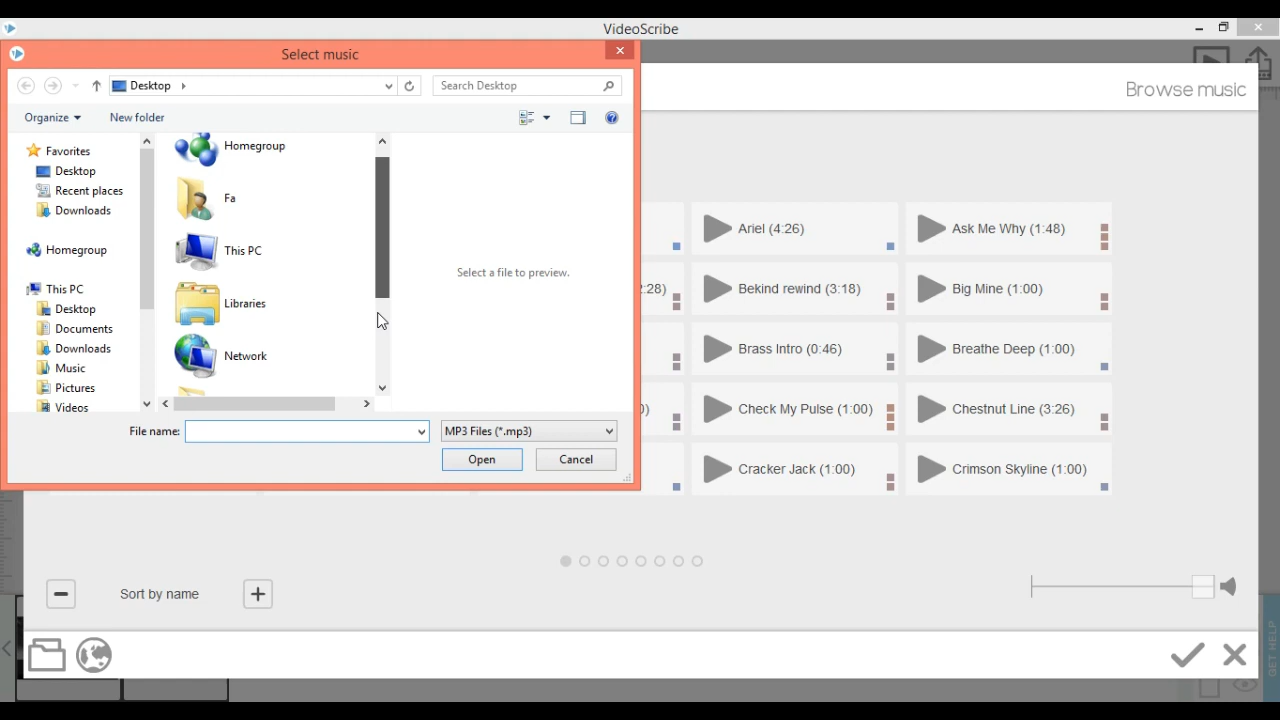 VideoScribe
Select music
Desktop
Search Desktop
Browse music
Organize
New folder
Favorites
Desktop
Recent places
Downloads
Homegroup
This PC
Desktop
Documents
Downloads
Music
Pictures
Videos
Homegroup
Fa
This PC
Libraries
Network
Select a file to preview.
File name:
MP3 Files (*.mp3)
Open
Cancel
Ariel (4:26)
Ask Me Why (1:48)
2:28)
Bekind rewind (3:18)
Big Mine (1:00)
Brass Intro (0:46)
Breathe Deep (1:00)
Check My Pulse (1:00)
Chestnut Line (3:26)
Cracker Jack (1:00)
Crimson Skyline (1:00)
Sort by name
GET HELP